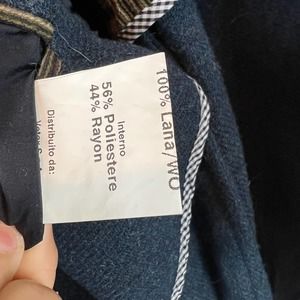 100% Lana/WO
Interno
56% Poliestere
44% Rayon
Distribuito da: